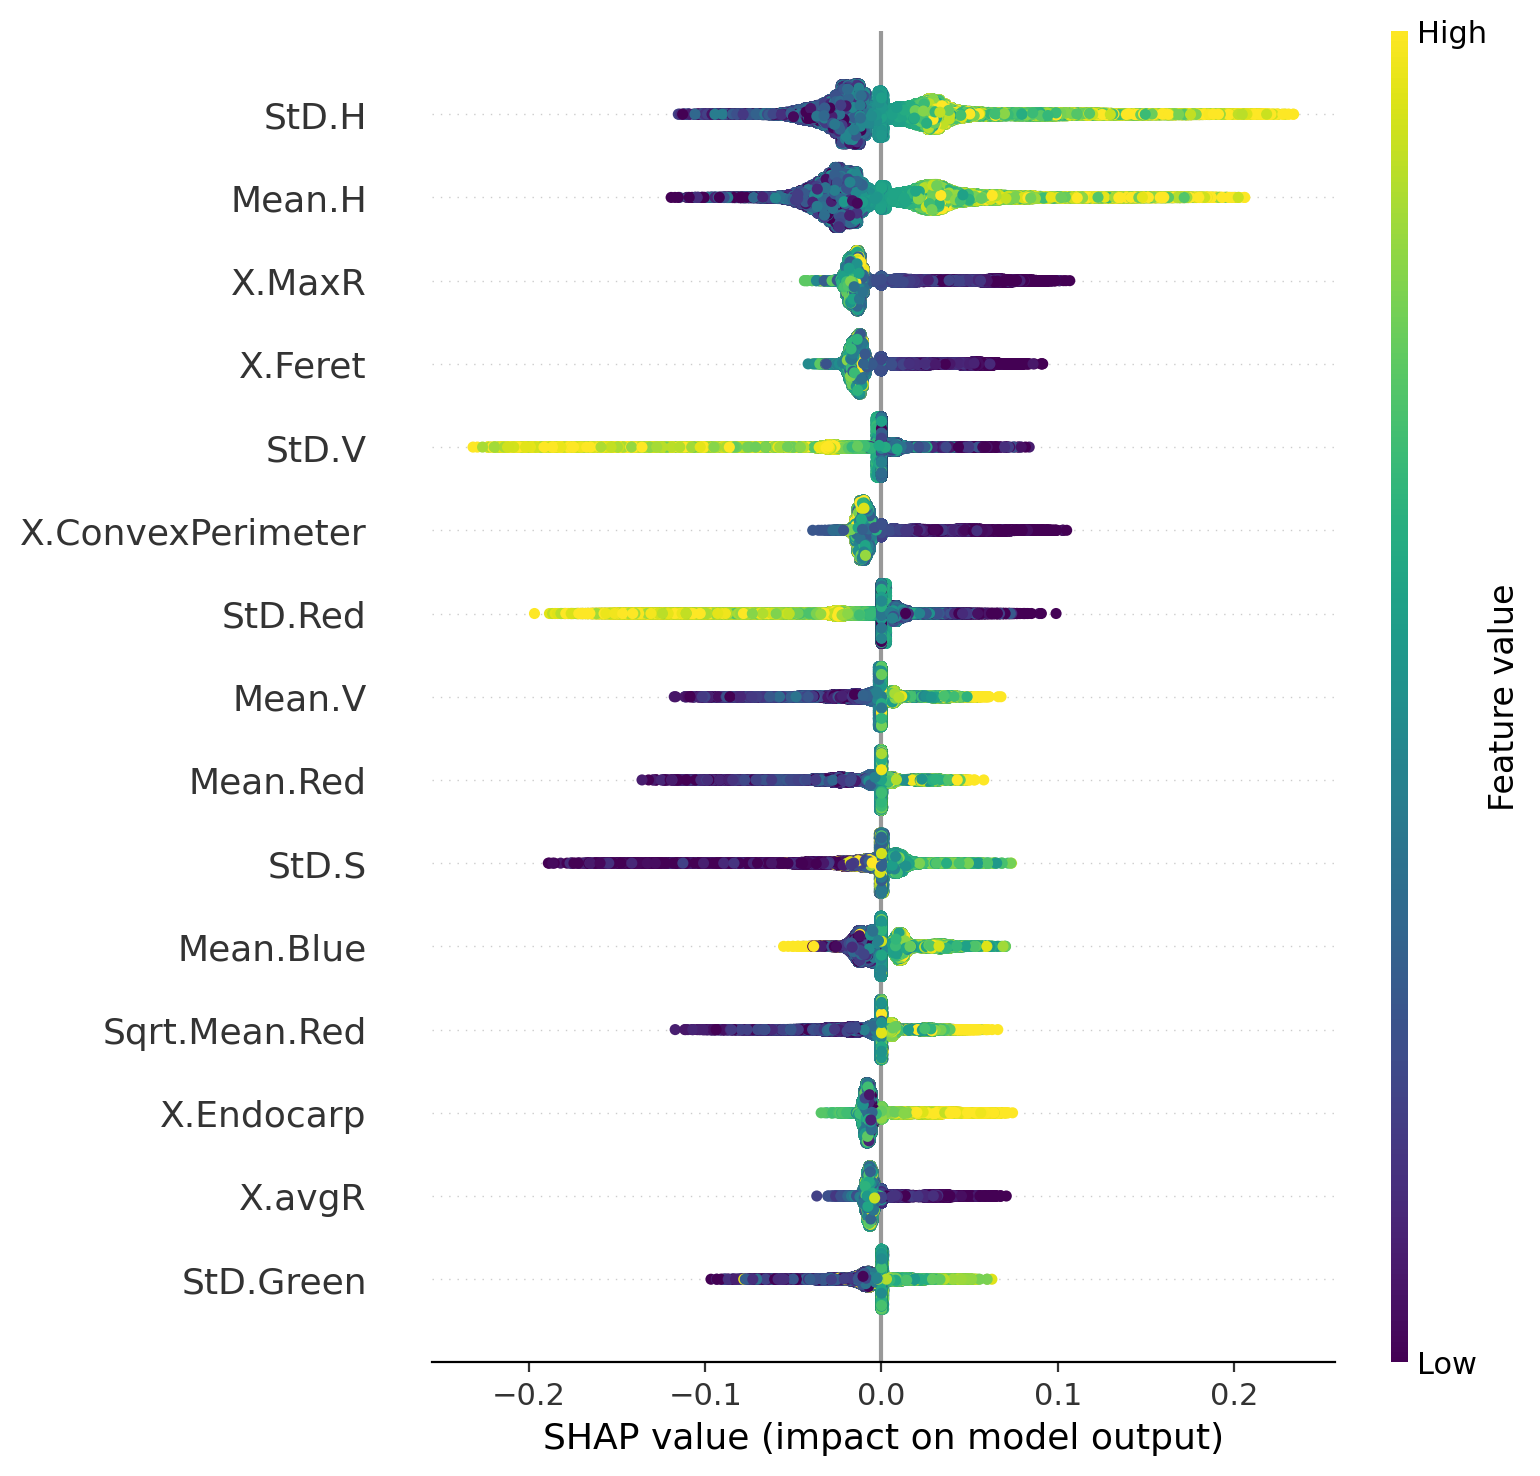 High
StD.H
Mean.H
X.MaxR
X.Feret
StD.V
X.ConvexPerimeter
StD.Red
Mean.V
Mean.Red
StD.S
Mean.Blue
Sqrt.Mean.Red
X.Endocarp
X.avgR
StD.Green
Feature value
Low
−0.2 −0.1 0.0 0.1 0.2
SHAP value (impact on model output)